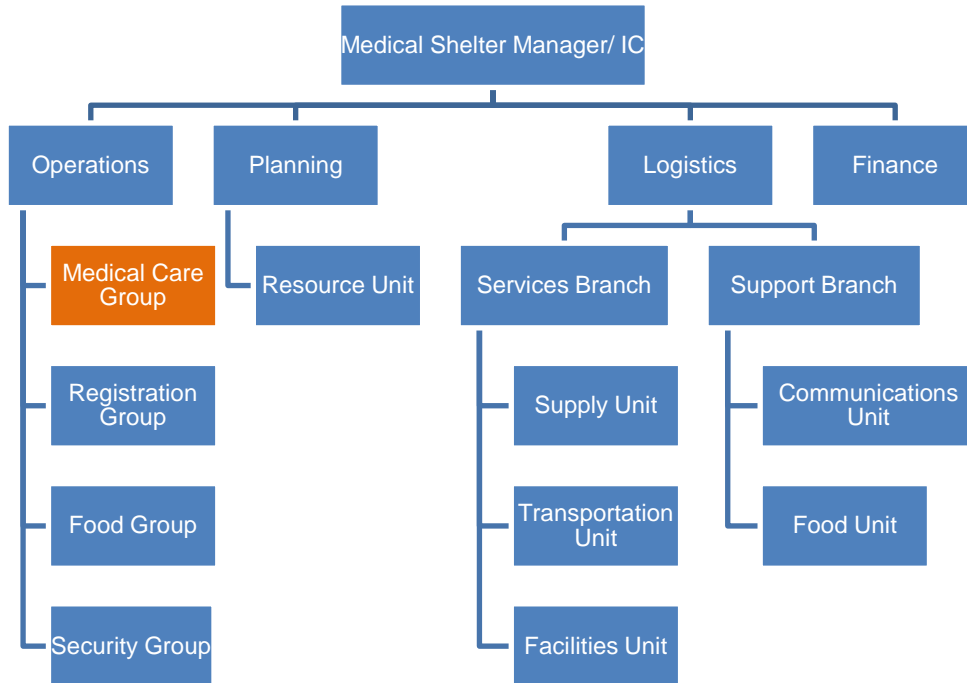 Medical Shelter Manager/ IC
Operations
Planning
Logistics
Finance
Medical Care
Group
Resource Unit
Services Branch
Support Branch
Registration
Group
Supply Unit
Communications
Unit
Food Group
Transportation
Unit
Food Unit
Security Group
Facilities Unit